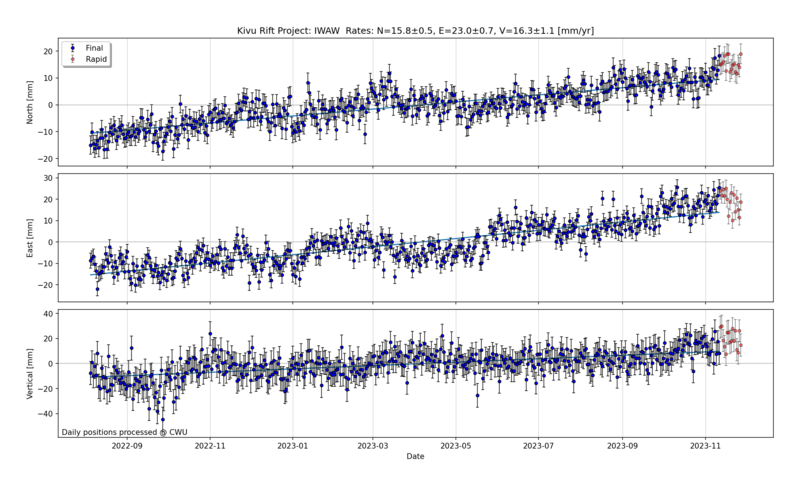 Kivu Rift Project: IWAW Rates: N=15.8±0.5, E=23.0±0.7, V=16.3±1.1 [mm/yr]
Final
Rapid
North [mm]
20
10
0
−10
−20
East [mm]
30
20
10
0
−10
−20
Vertical [mm]
40
20
0
−20
−40
Daily positions processed @ CWU
2022-09 2022-11 2023-01 2023-03 2023-05 2023-07 2023-09 2023-11
Date